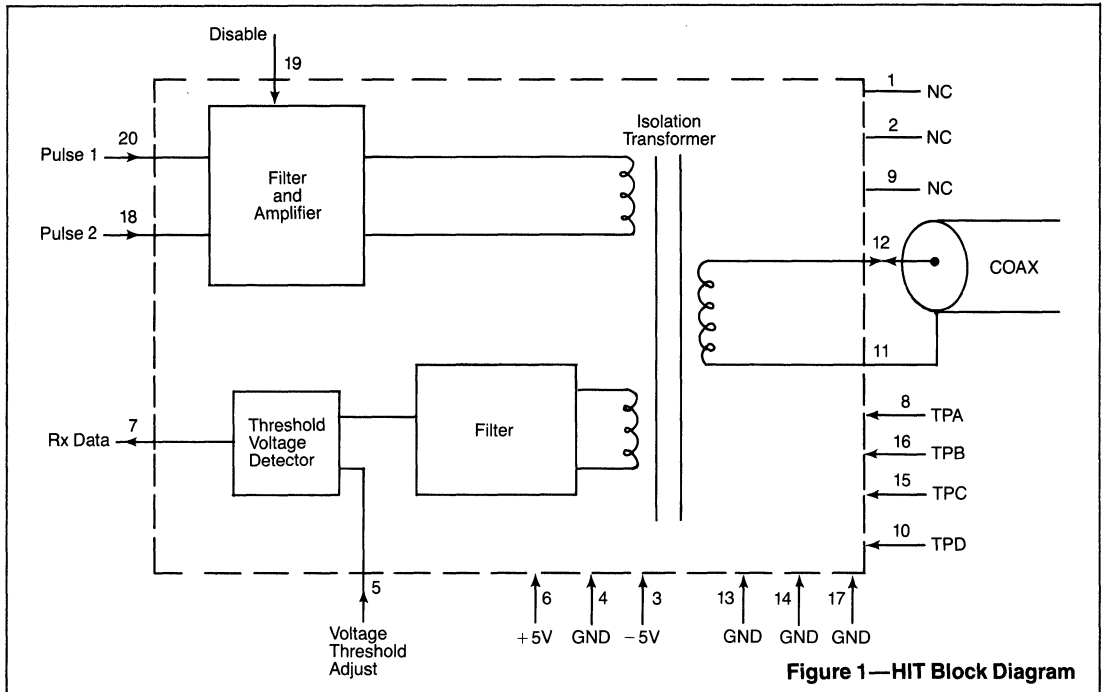 Disable
19
1
NC
Isolation
Transformer
2
NC
20
Pulse 1
Filter
and
Amplifier
9
NC
18
Pulse 2
12
COAX
11
8
TPA
Threshold
Voltage
Detector
Filter
7
Rx Data
16
TPB
15
TPC
10
TPD
5
6
4
3
13
14
17
Voltage
Threshold
Adjust
+5V
GND
−5V
GND
GND
GND
Figure 1—HIT Block Diagram